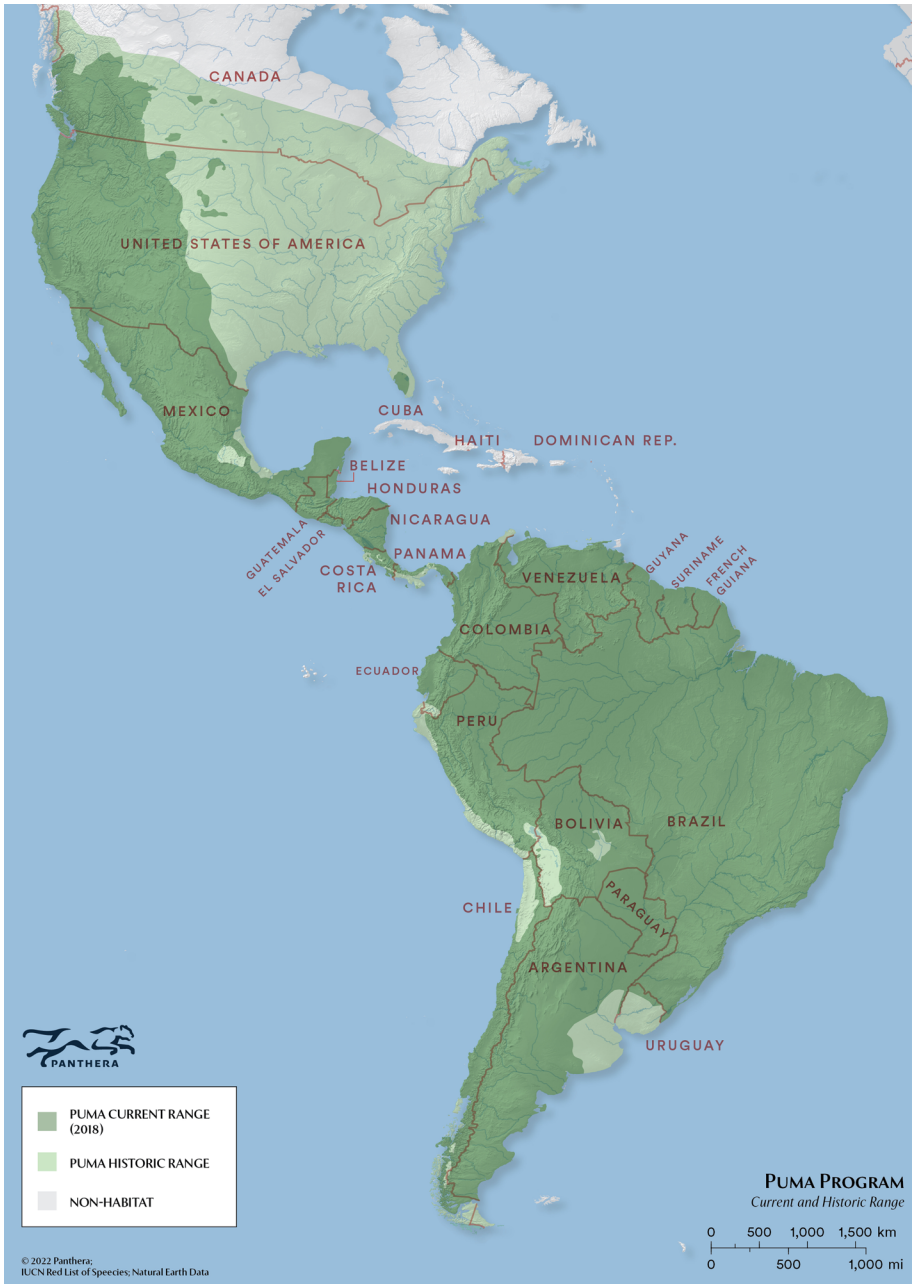 CANADA
UNITED STATES OF AMERICA
MEXICO
CUBA
HAITI
DOMINICAN REP.
BELIZE
HONDURAS
NICARAGUA
GUATEMALA
EL SALVADOR
PANAMA
COSTA
RICA
VENEZUELA
GUYANA
SURINAME
FRENCH
GUIANA
COLOMBIA
ECUADOR
PERU
BOLIVIA
BRAZIL
CHILE
PARAGUAY
ARGENTINA
URUGUAY
PANTHERA
PUMA CURRENT RANGE
(2018)
PUMA HISTORIC RANGE
NON-HABITAT
PUMA PROGRAM
Current and Historic Range
0 500 1,000 1,500 km
0 500 1,000 mi
© 2022 Panthera;
IUCN Red List of Speecies; Natural Earth Data